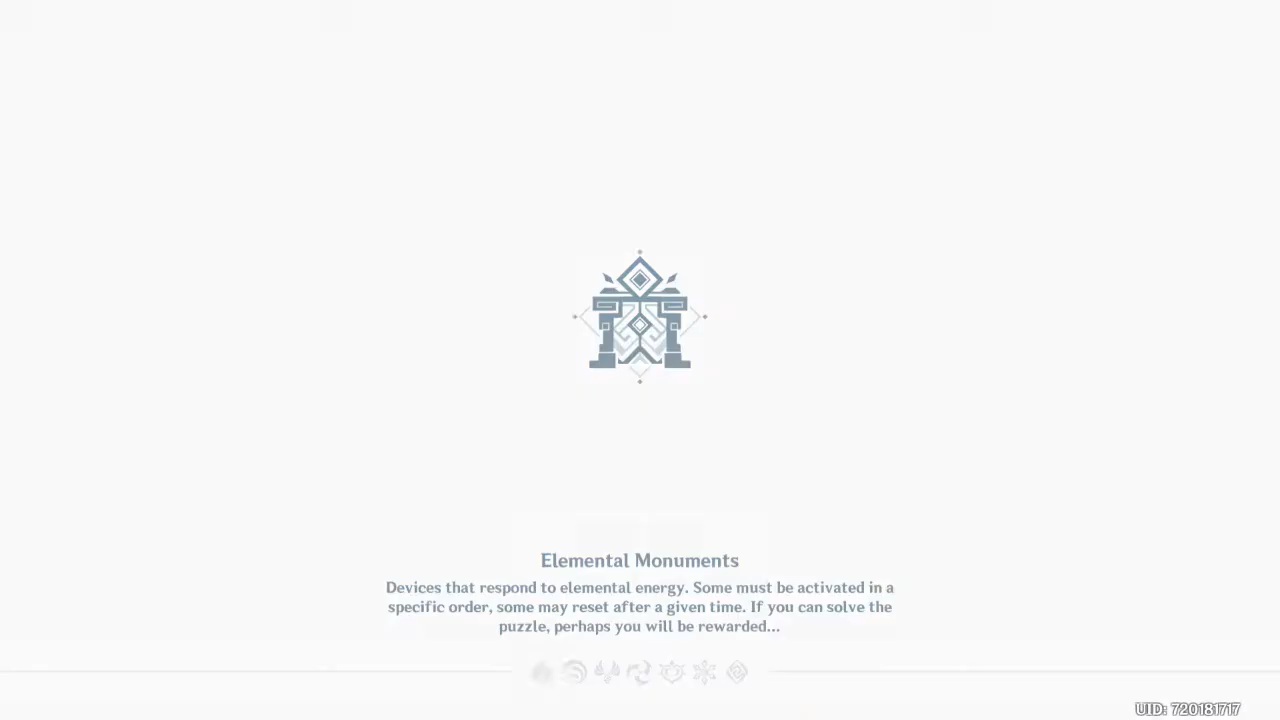 Elemental Monuments
Devices that respond to elemental energy. Some must be activated in a
specific order, some may reset after a given time. If you can solve the
puzzle, perhaps you will be rewarded...
UID: 720181717